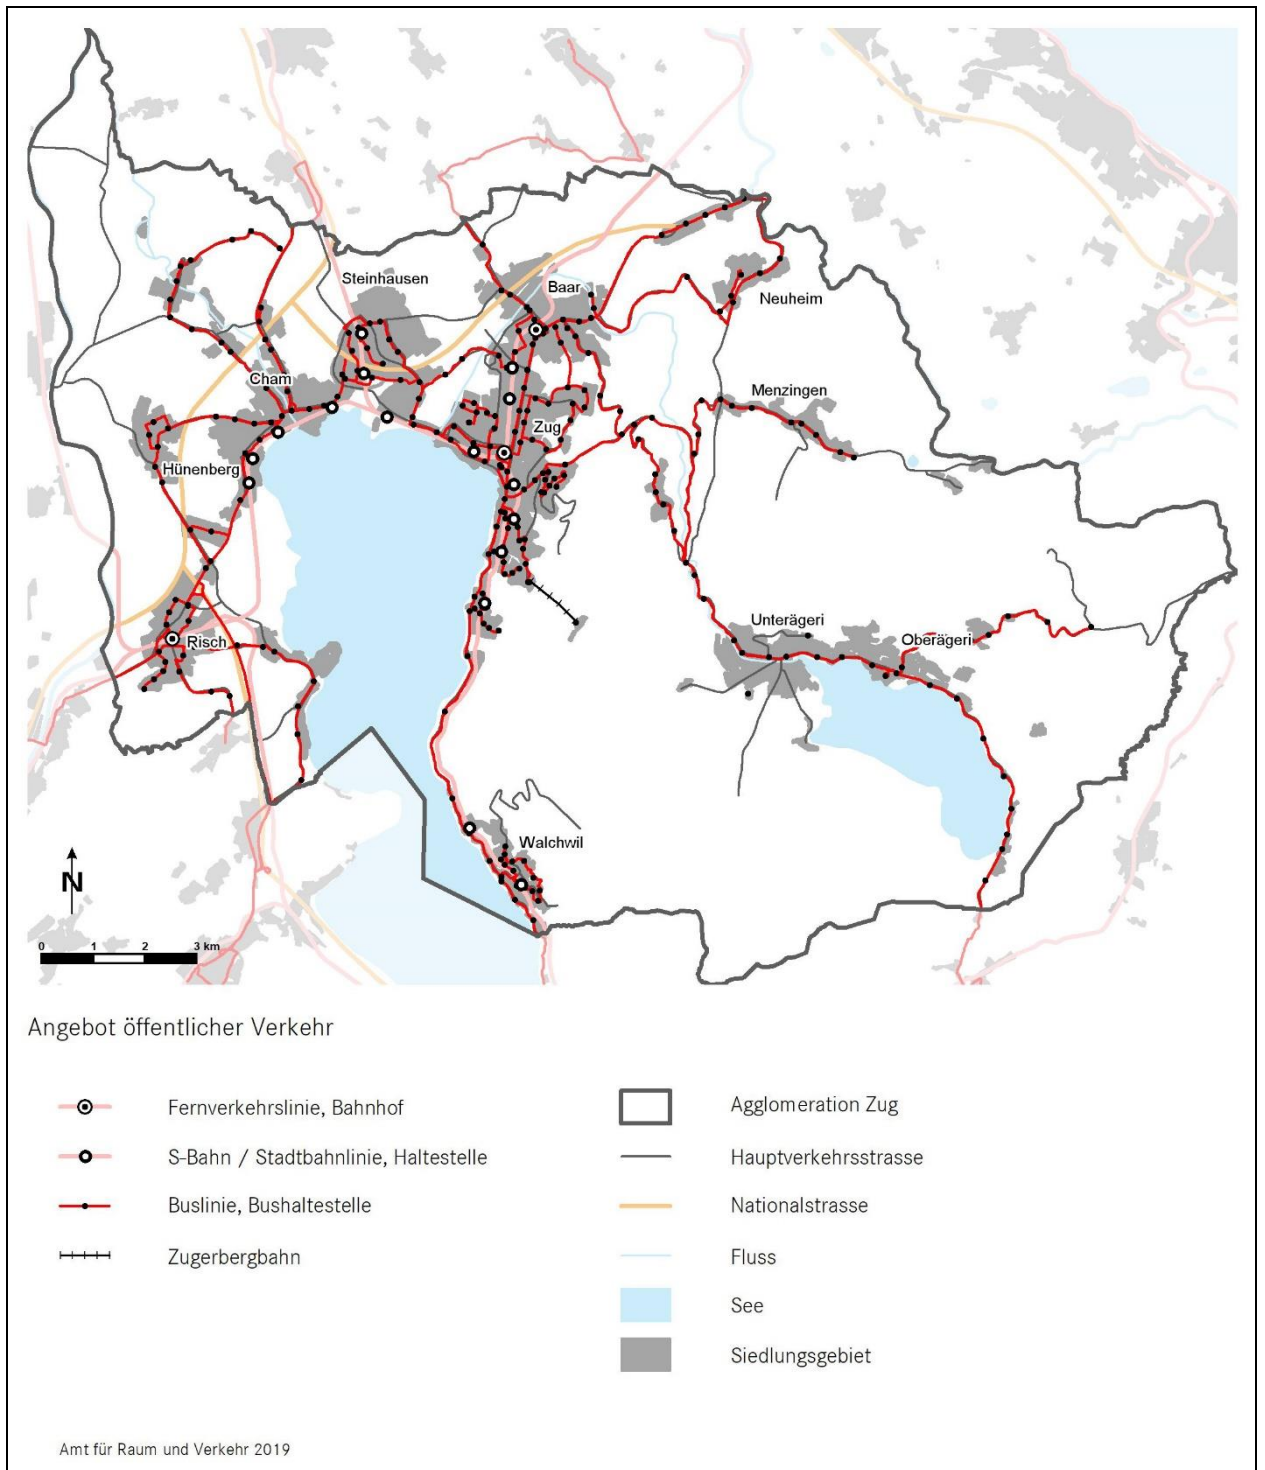 Steinhausen
Baar
Neuheim
Cham
Menzingen
Zug
Hünenberg
Unterägeri
Oberägeri
Risch
Walchwil
N
0 1 2 3 km
Angebot öffentlicher Verkehr
Fernverkehrslinie, Bahnhof
S-Bahn / Stadtbahnlinie, Haltestelle
Buslinie, Bushaltestelle
Zugerbergbahn
Agglomeration Zug
Hauptverkehrsstrasse
Nationalstrasse
Fluss
See
Siedlungsgebiet
Amt für Raum und Verkehr 2019